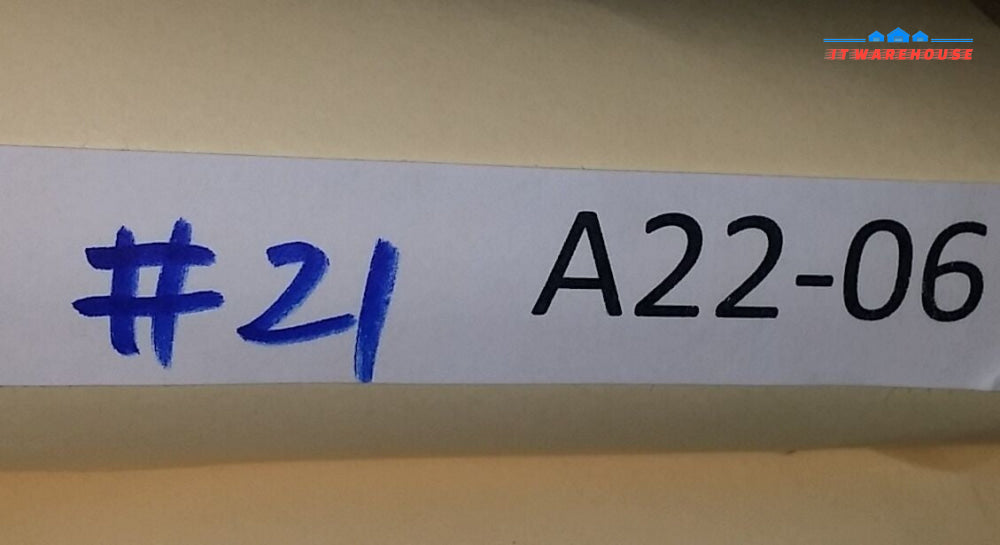 IT WAREHOUSE
#21 A22-06